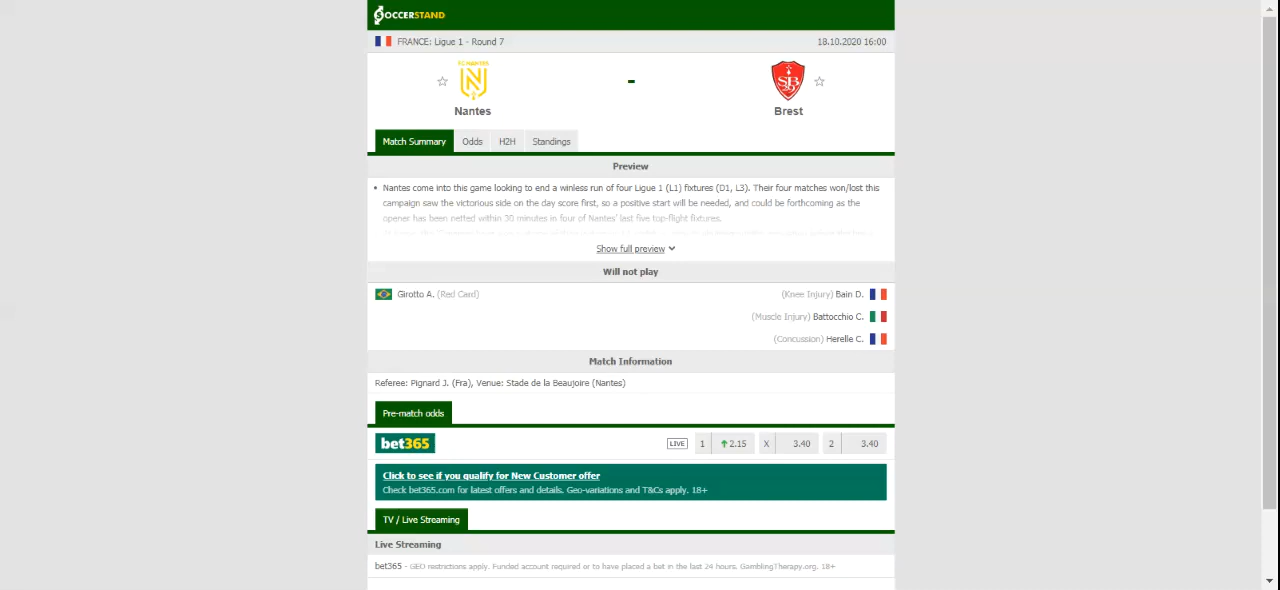 SOCCERSTAND
FRANCE: Ligue 1 - Round 7 18.10.2020 16:00
FC NANTES
N SB
Nantes - Brest
Match Summary Odds H2H Standings
Preview
Nantes come into this game looking to end a winless run of four Ligue 1 (L1) fixtures (D1, L3). Their four matches won/lost this
campaign saw the victorious side on the day score first, so a positive start will be needed, and could be forthcoming as the
opener has been netted within 30 minutes in four of Nantes' last five top-flight fixtures.
Show full preview
Will not play
Girotto A. (Red Card) (Knee Injury) Bain D.
(Muscle Injury) Battocchio C.
(Concussion) Herelle C.
Match Information
Referee: Pignard J. (Fra), Venue: Stade de la Beaujoire (Nantes)
Pre-match odds
bet365 LIVE 1 2.15 X 3.40 2 3.40
Click to see if you qualify for New Customer offer
Check bet365.com for latest offers and details. Geo-variations and T&Cs apply. 18+
TV / Live Streaming
Live Streaming
bet365 - GEO restrictions apply. Funded account required or to have placed a bet in the last 24 hours. GamblingTherapy.org. 18+